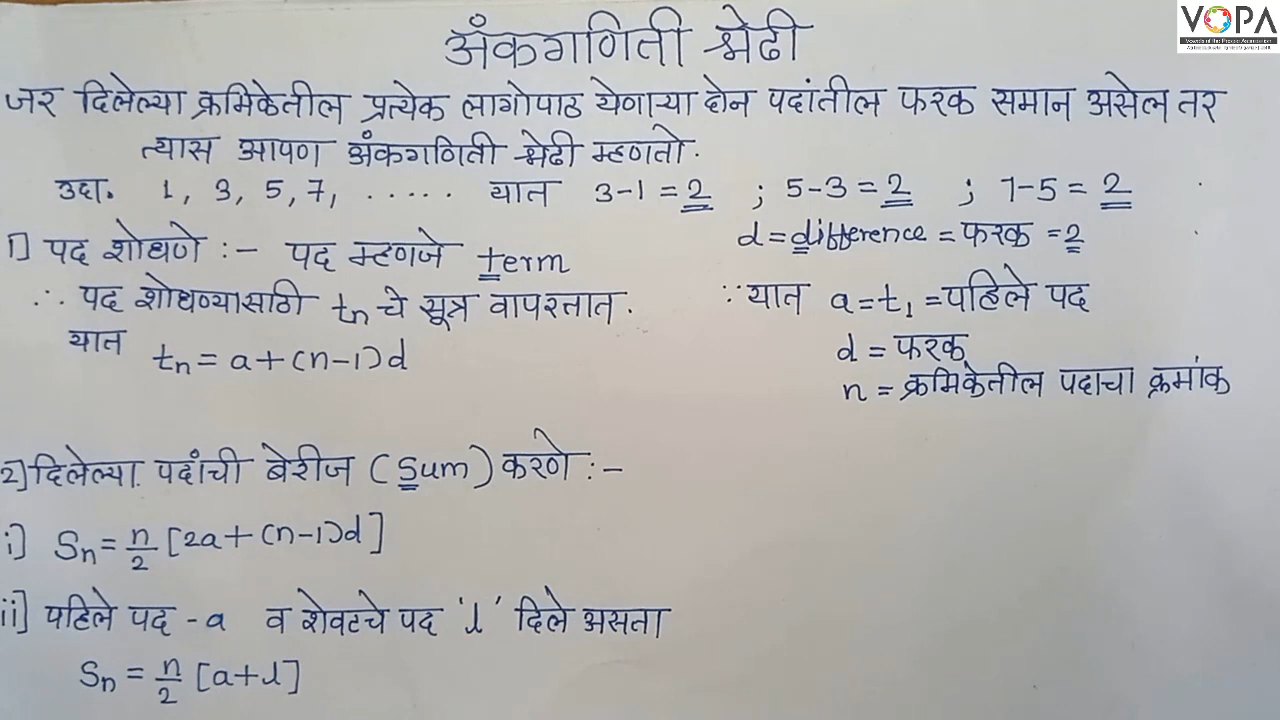 VOPA
अंकगणिती श्रेढी
जर दिलेल्या क्रमिकेतील प्रत्येक लागोपाठ येणाऱ्या दोन पदांतील फरक समान असेल तर
त्यास आपण अंकगणिती श्रेढी म्हणतो.
उदा. 1, 3, 5, 7, ...... यात 3-1=2 ; 5-3=2 ; 7-5=2
d=difference=फरक=2
1] पद शोधणे :- पद म्हणजे term
∴ पद शोधण्यासाठी tn चे सूत्र वापरतात.
∵ यात a=t1=पहिले पद
यात tn=a+(n-1)d
d=फरक
n=क्रमिकेतील पदाचा क्रमांक
2] दिलेल्या पदांची बेरीज (Sum) करणे :-
i] Sn=n/2[2a+(n-1)d]
ii] पहिले पद -a व शेवटचे पद 'l' दिले असता
Sn=n/2[a+l]